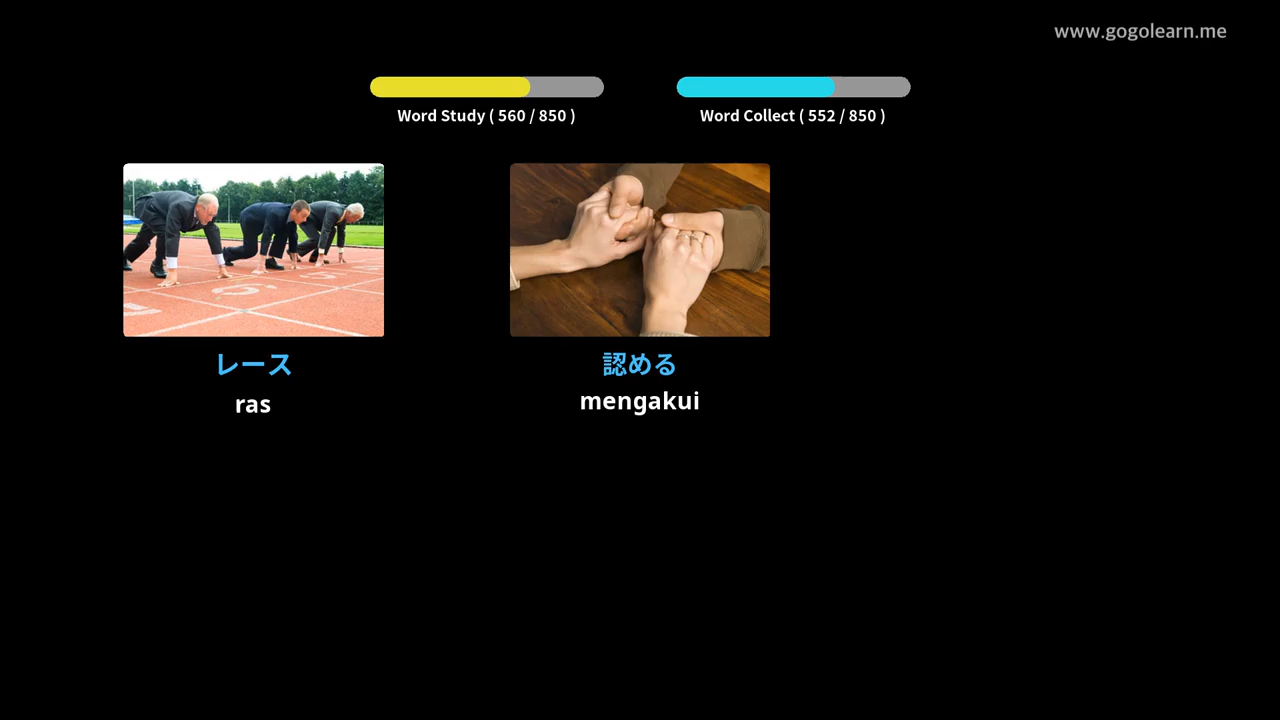 www.gogolearn.me
Word Study ( 560 / 850 )
Word Collect ( 552 / 850 )
レース
ras
認める
mengakui